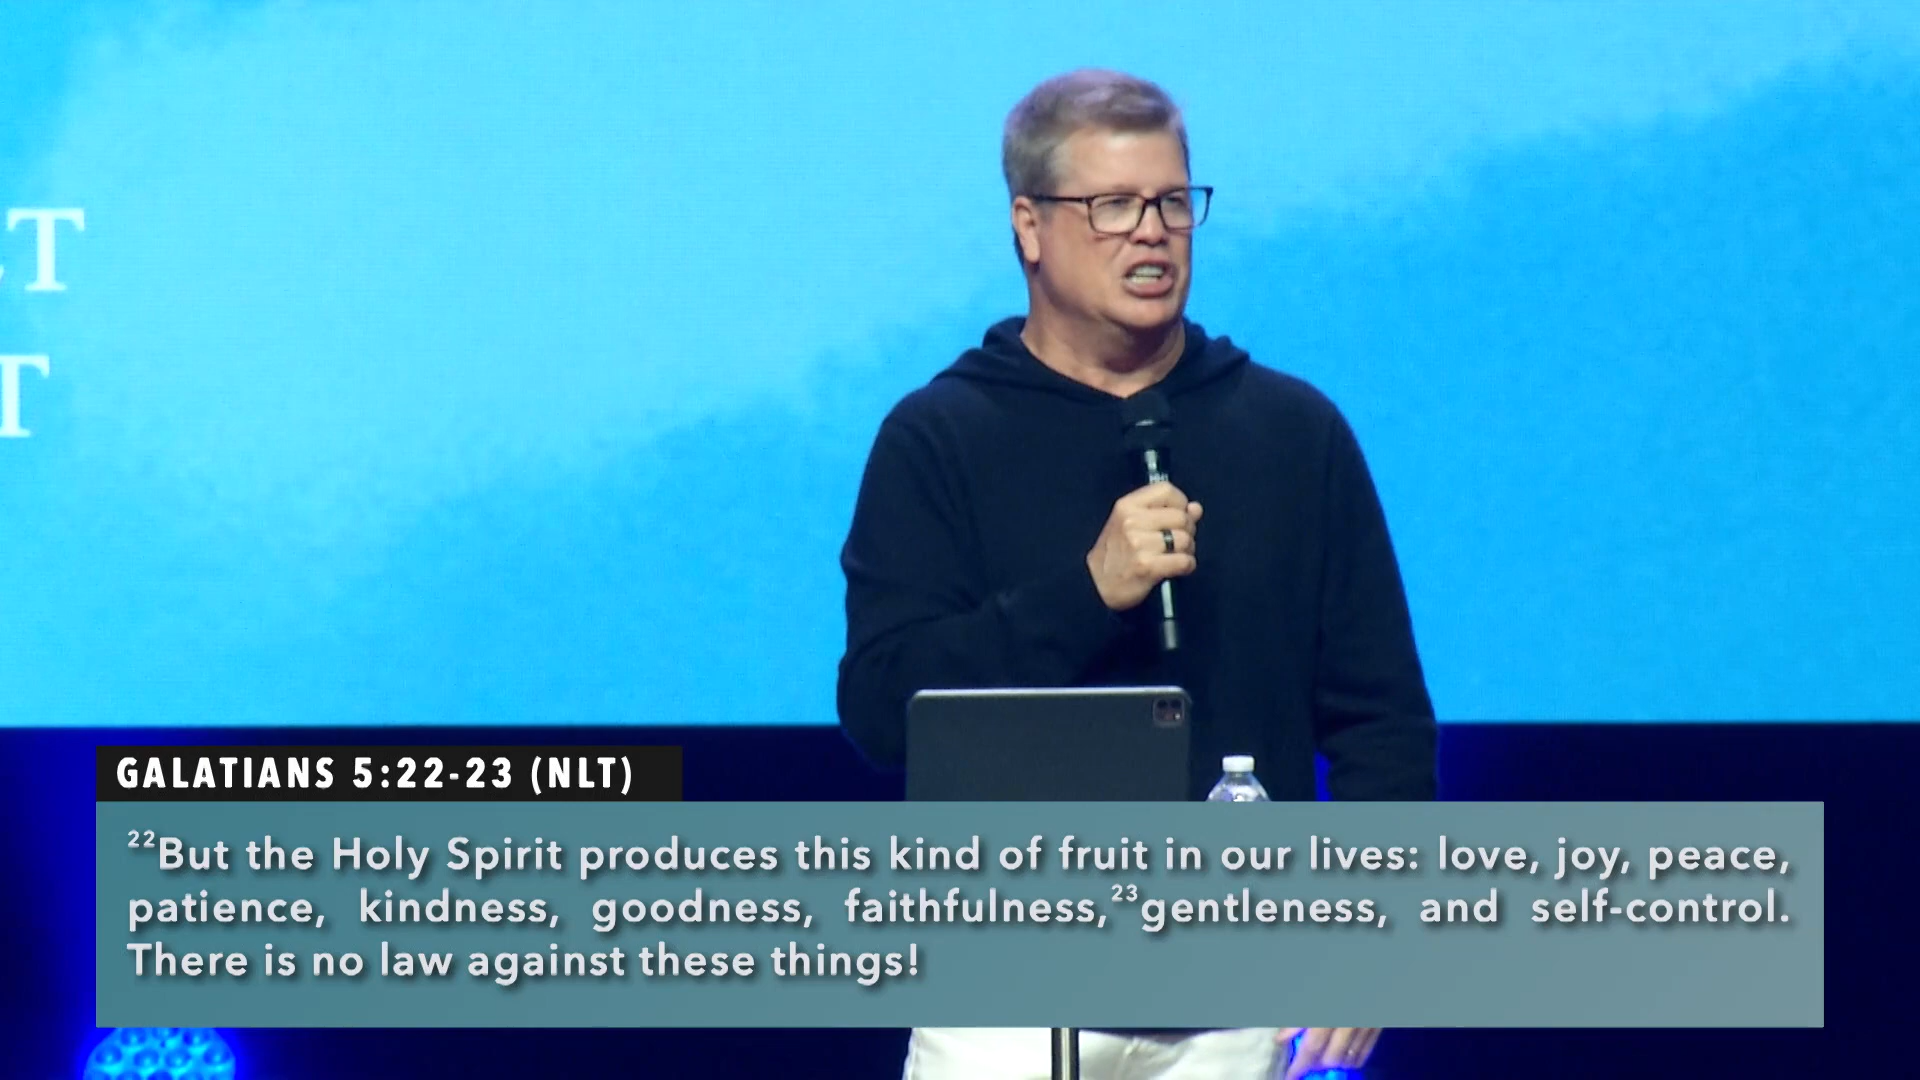 T
T
GALATIANS 5:22-23 (NLT)
²²But the Holy Spirit produces this kind of fruit in our lives: love, joy, peace,
patience, kindness, goodness, faithfulness,²³gentleness, and self-control.
There is no law against these things!